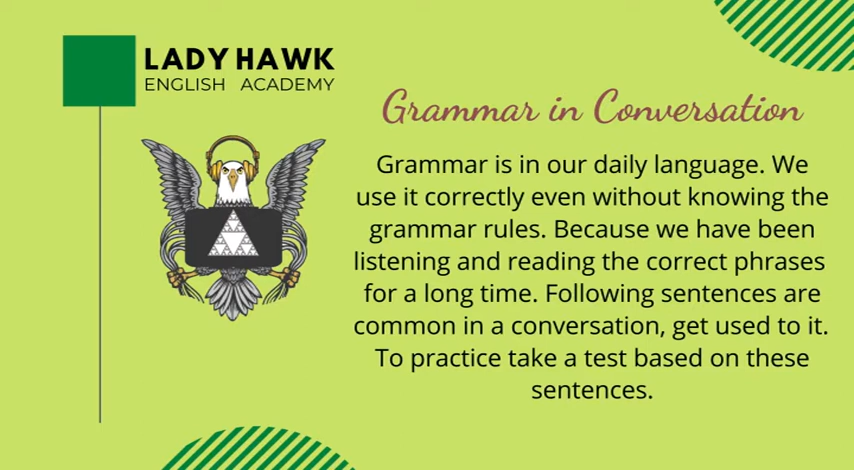 LADY HAWK
ENGLISH ACADEMY
Grammar in Conversation
Grammar is in our daily language. We
use it correctly even without knowing the
grammar rules. Because we have been
listening and reading the correct phrases
for a long time. Following sentences are
common in a conversation, get used to it.
To practice take a test based on these
sentences.